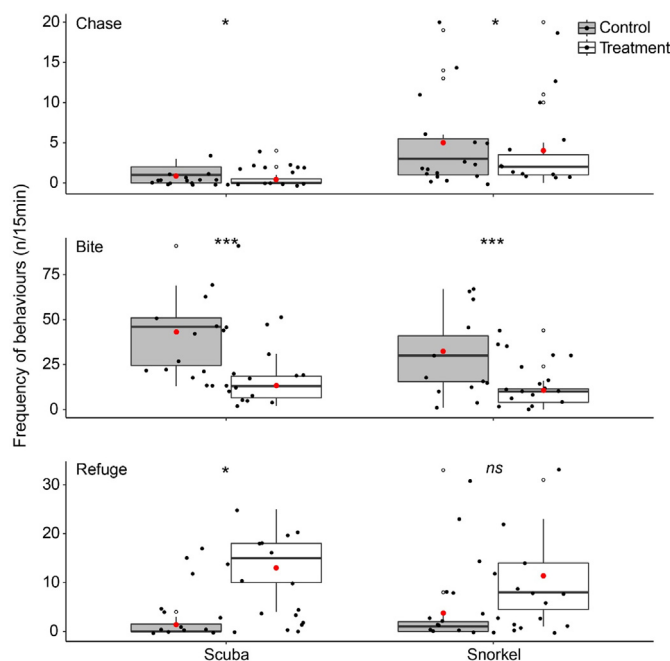 Chase
*
*
Control
Treatment
20
15
10
5
0
Bite
***
***
75
50
25
0
Frequency of behaviours (n/15min)
Refuge
*
ns
30
20
10
0
Scuba
Snorkel